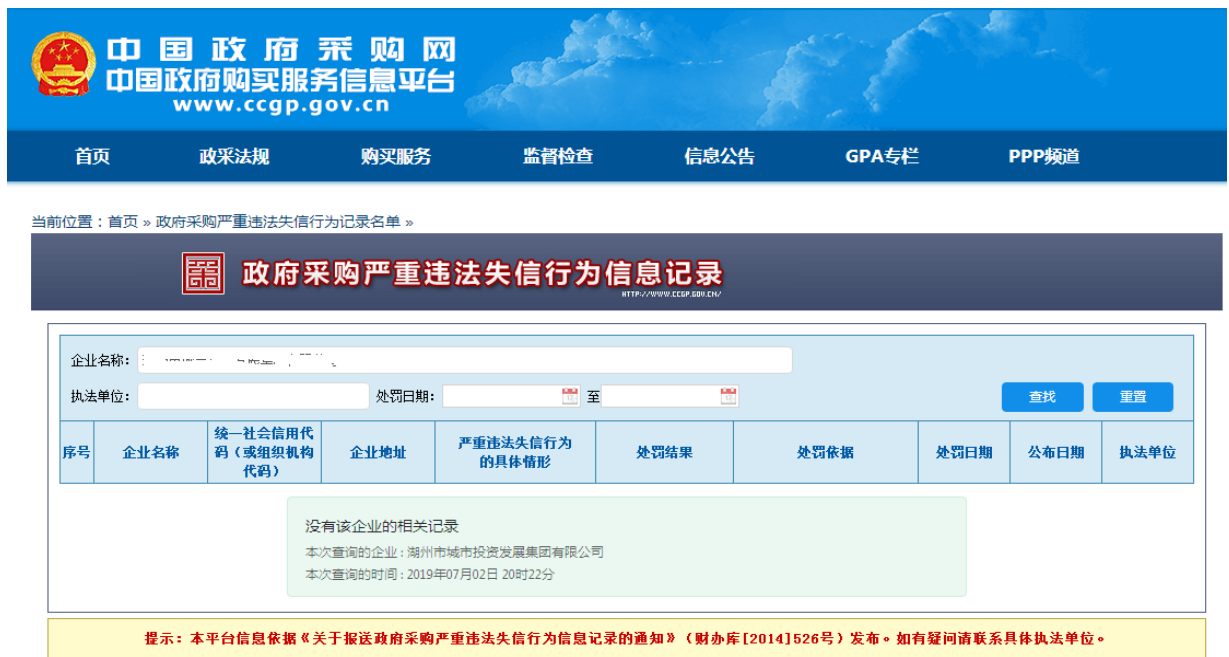 中国政府采购网
中国政府购买服务信息平台
www.ccgp.gov.cn
首页 政采法规 购买服务 监督检查 信息公告 GPA专栏 PPP频道
当前位置：首页 » 政府采购严重违法失信行为记录名单 »
政府采购严重违法失信行为信息记录
HTTP://WWW.CCGP.GOV.CN/
企业名称：
执法单位： 处罚日期： 至 查找 重置
序号 企业名称 统一社会信用代码（或组织机构代码） 企业地址 严重违法失信行为的具体情形 处罚结果 处罚依据 处罚日期 公布日期 执法单位
没有该企业的相关记录
本次查询的企业：湖州市城市投资发展集团有限公司
本次查询的时间：2019年07月02日 20时22分
提示：本平台信息依据《关于报送政府采购严重违法失信行为信息记录的通知》（财办库[2014]526号）发布。如有疑问请联系具体执法单位。